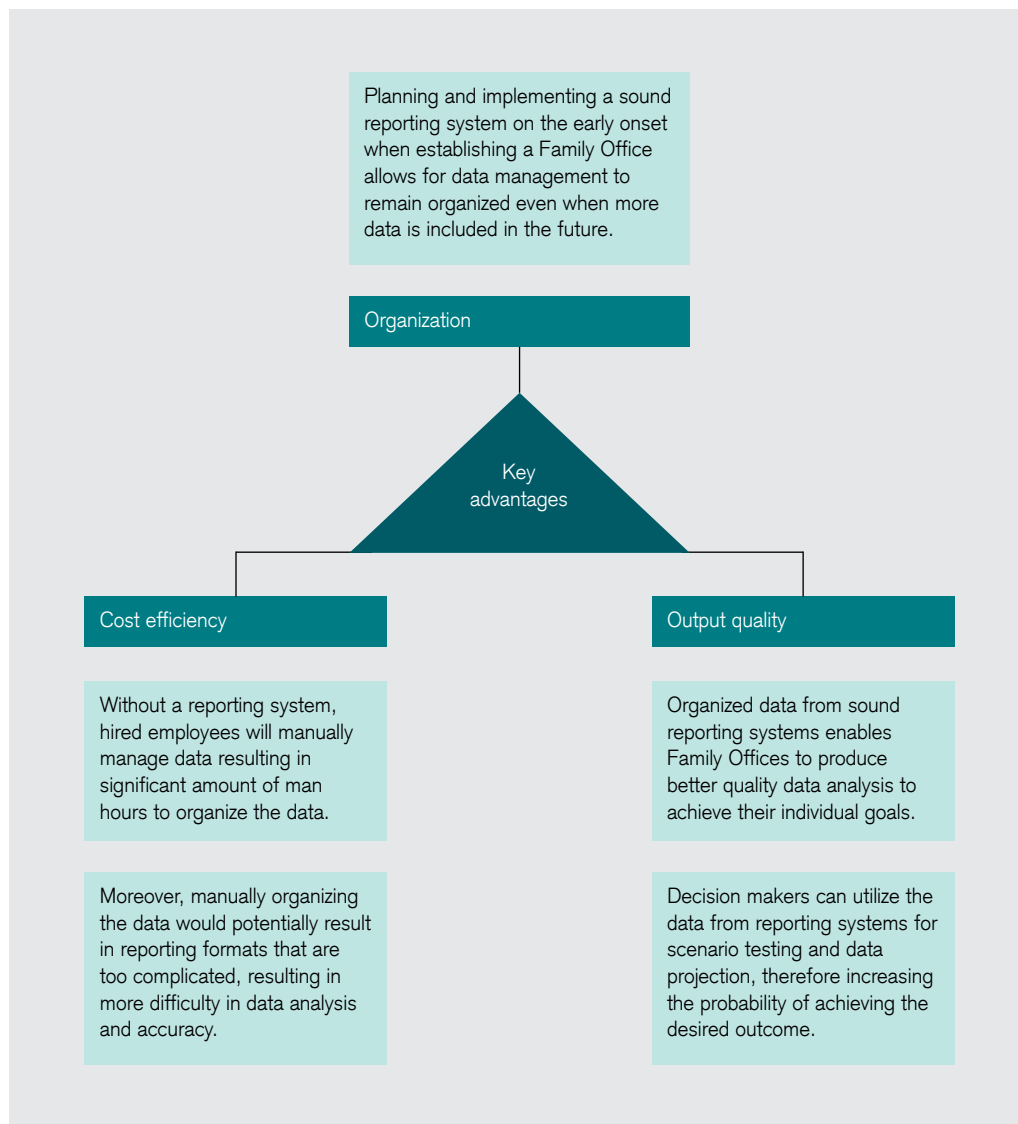 Planning and implementing a sound
reporting system on the early onset
when establishing a Family Office
allows for data management to
remain organized even when more
data is included in the future.
Organization
Key
advantages
Cost efficiency
Without a reporting system,
hired employees will manually
manage data resulting in
significant amount of man
hours to organize the data.
Moreover, manually organizing
the data would potentially result
in reporting formats that are
too complicated, resulting in
more difficulty in data analysis
and accuracy.
Output quality
Organized data from sound
reporting systems enables
Family Offices to produce
better quality data analysis to
achieve their individual goals.
Decision makers can utilize the
data from reporting systems for
scenario testing and data
projection, therefore increasing
the probability of achieving the
desired outcome.